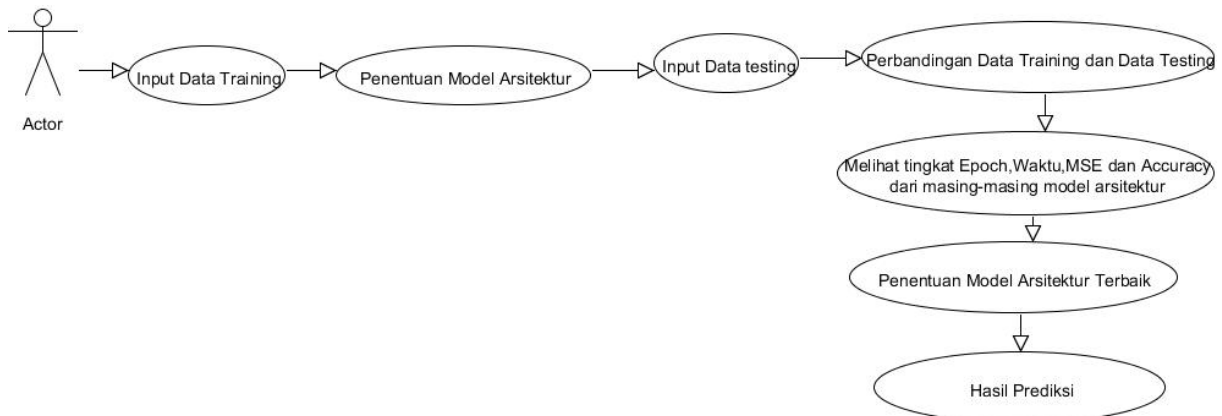 Actor
Input Data Training
Penentuan Model Arsitektur
Input Data testing
Perbandingan Data Training dan Data Testing
Melihat tingkat Epoch,Waktu,MSE dan Accuracy
dari masing-masing model arsitektur
Penentuan Model Arsitektur Terbaik
Hasil Prediksi